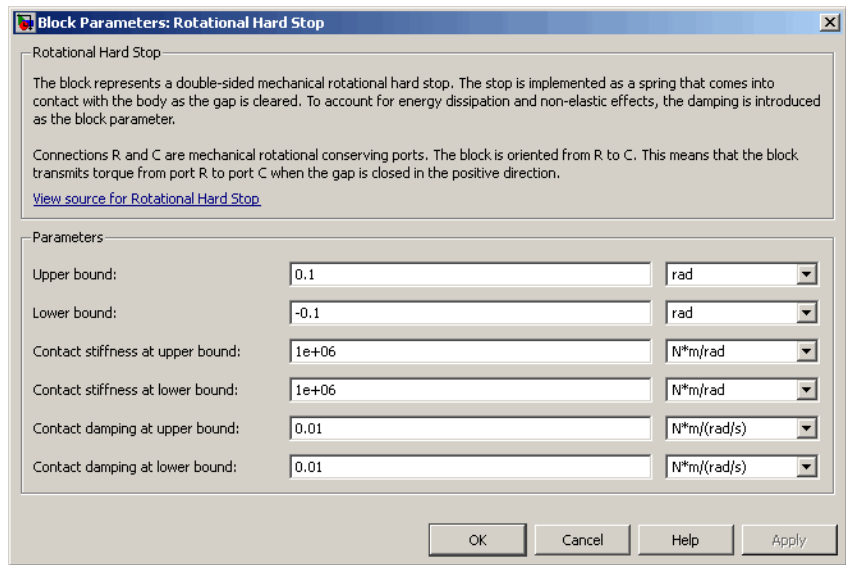 Block Parameters: Rotational Hard Stop
Rotational Hard Stop
The block represents a double-sided mechanical rotational hard stop. The stop is implemented as a spring that comes into
contact with the body as the gap is cleared. To account for energy dissipation and non-elastic effects, the damping is introduced
as the block parameter.
Connections R and C are mechanical rotational conserving ports. The block is oriented from R to C. This means that the block
transmits torque from port R to port C when the gap is closed in the positive direction.
View source for Rotational Hard Stop
Parameters
Upper bound: 0.1 rad
Lower bound: -0.1 rad
Contact stiffness at upper bound: 1e+06 N*m/rad
Contact stiffness at lower bound: 1e+06 N*m/rad
Contact damping at upper bound: 0.01 N*m/(rad/s)
Contact damping at lower bound: 0.01 N*m/(rad/s)
OK Cancel Help Apply